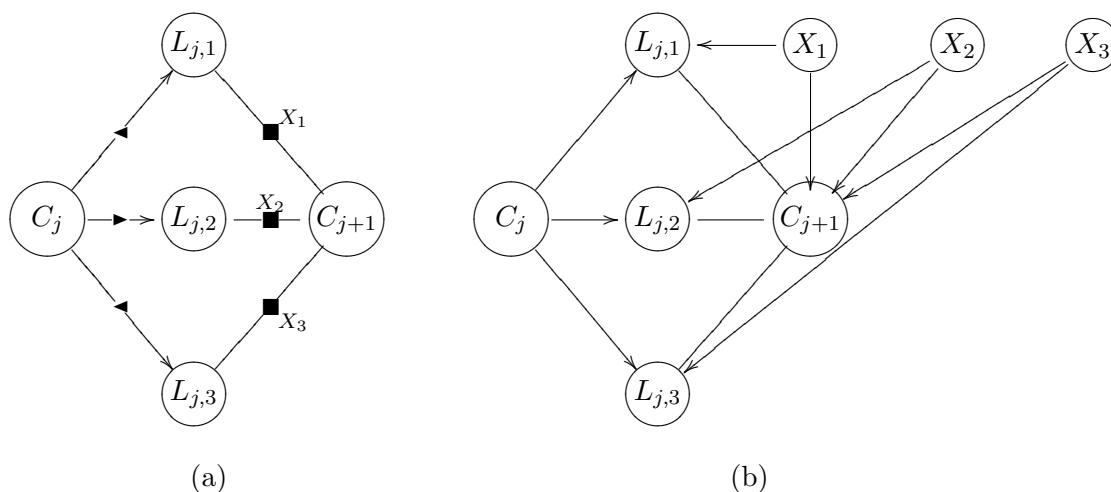 L_{j,1}
X_1
C_j
L_{j,2}
X_2
C_{j+1}
X_3
L_{j,3}
(a)
L_{j,1} X_1 X_2 X_3
C_j L_{j,2} C_{j+1}
L_{j,3}
(b)